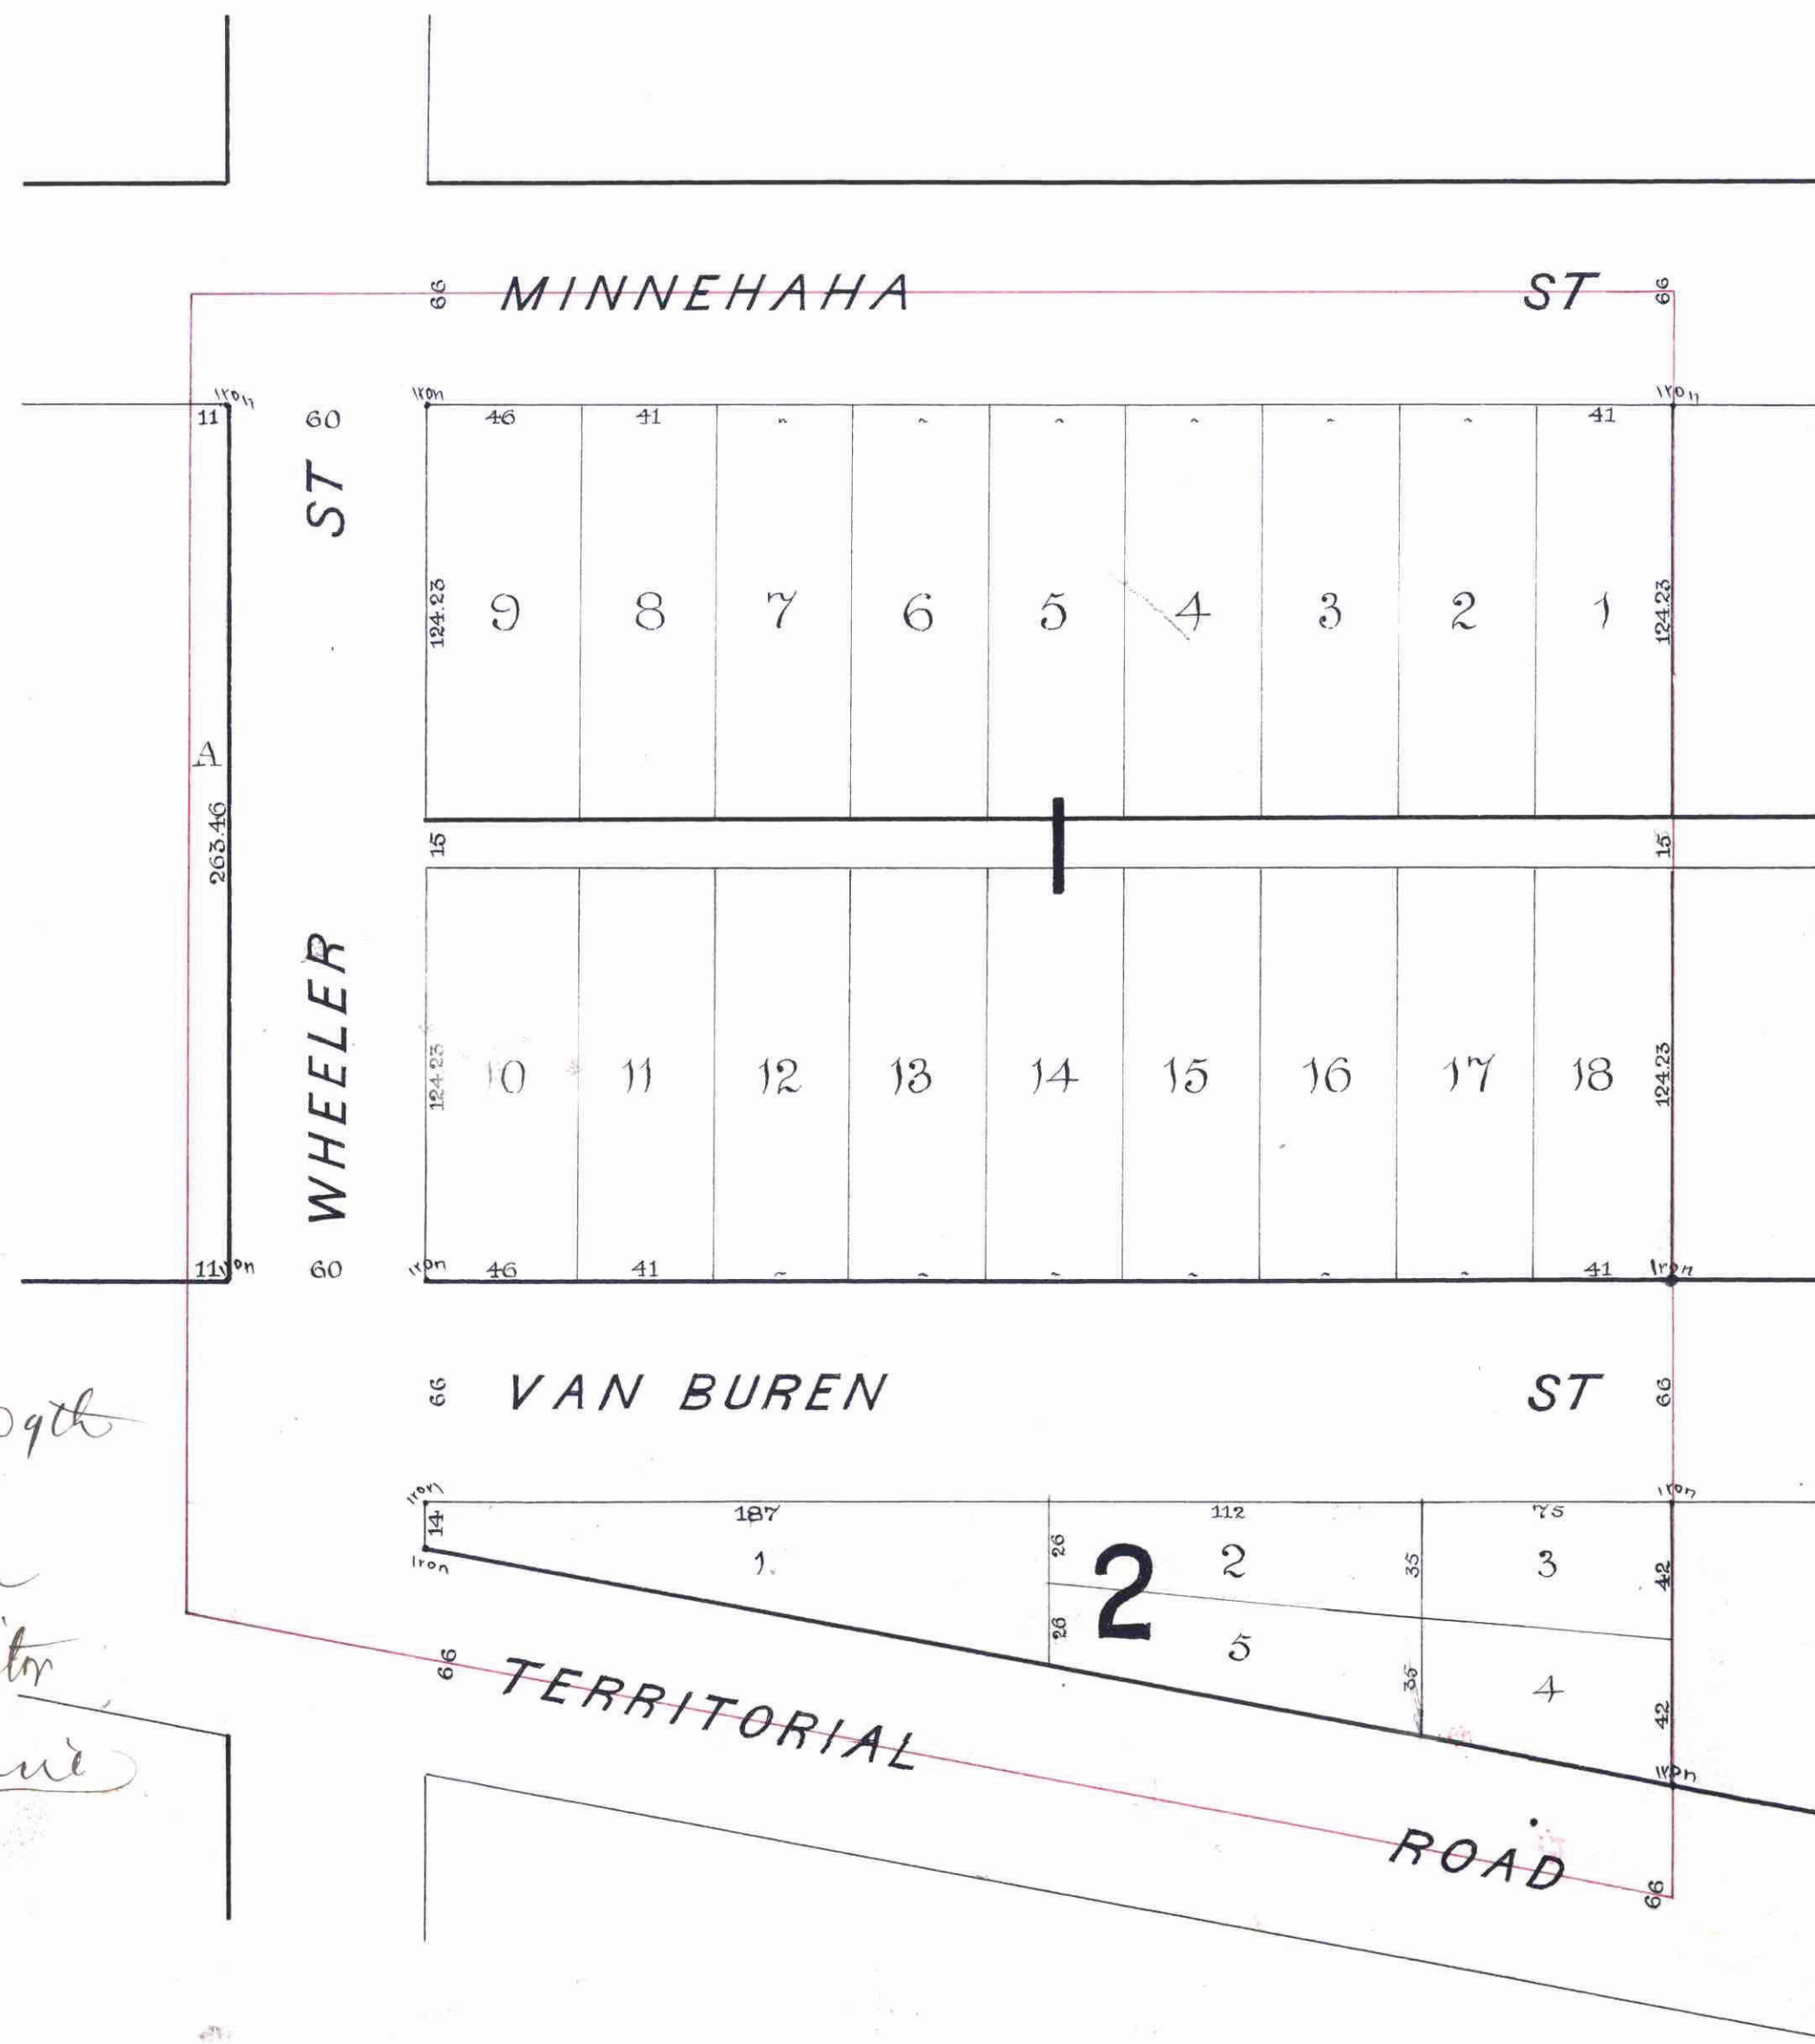 66 MINNEHAHA ST 66
Iron Iron Iron
11 60 46 41 " " " " " " 41
ST
124.23 9 8 7 6 5 4 3 2 1 124.23
A
263.46
15 1 15
WHEELER
124.23 10 11 12 13 14 15 16 17 18 124.23
11 Iron 60 Iron 46 41 " " " " " " 41 Iron
66 VAN BUREN ST 66
Iron Iron
14 187 112 75
Iron 1. 26 2 2 35 3 42
26 5 35 4 42
Iron
66 TERRITORIAL ROAD 66